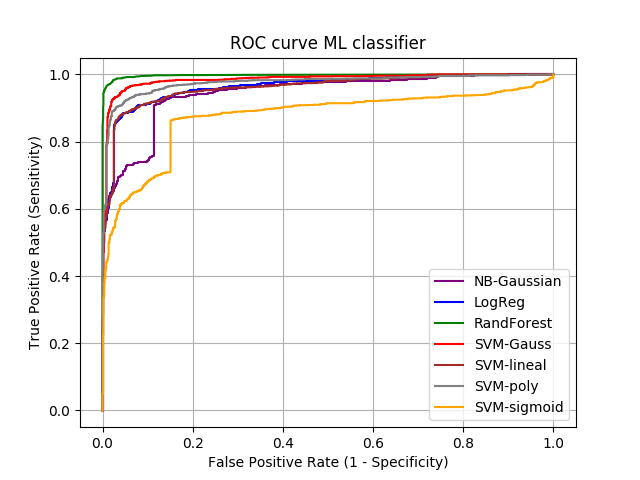 ROC curve ML classifier
True Positive Rate (Sensitivity)
1.0
0.8
0.6
0.4
0.2
0.0
NB-Gaussian
LogReg
RandForest
SVM-Gauss
SVM-lineal
SVM-poly
SVM-sigmoid
0.0 0.2 0.4 0.6 0.8 1.0
False Positive Rate (1 - Specificity)